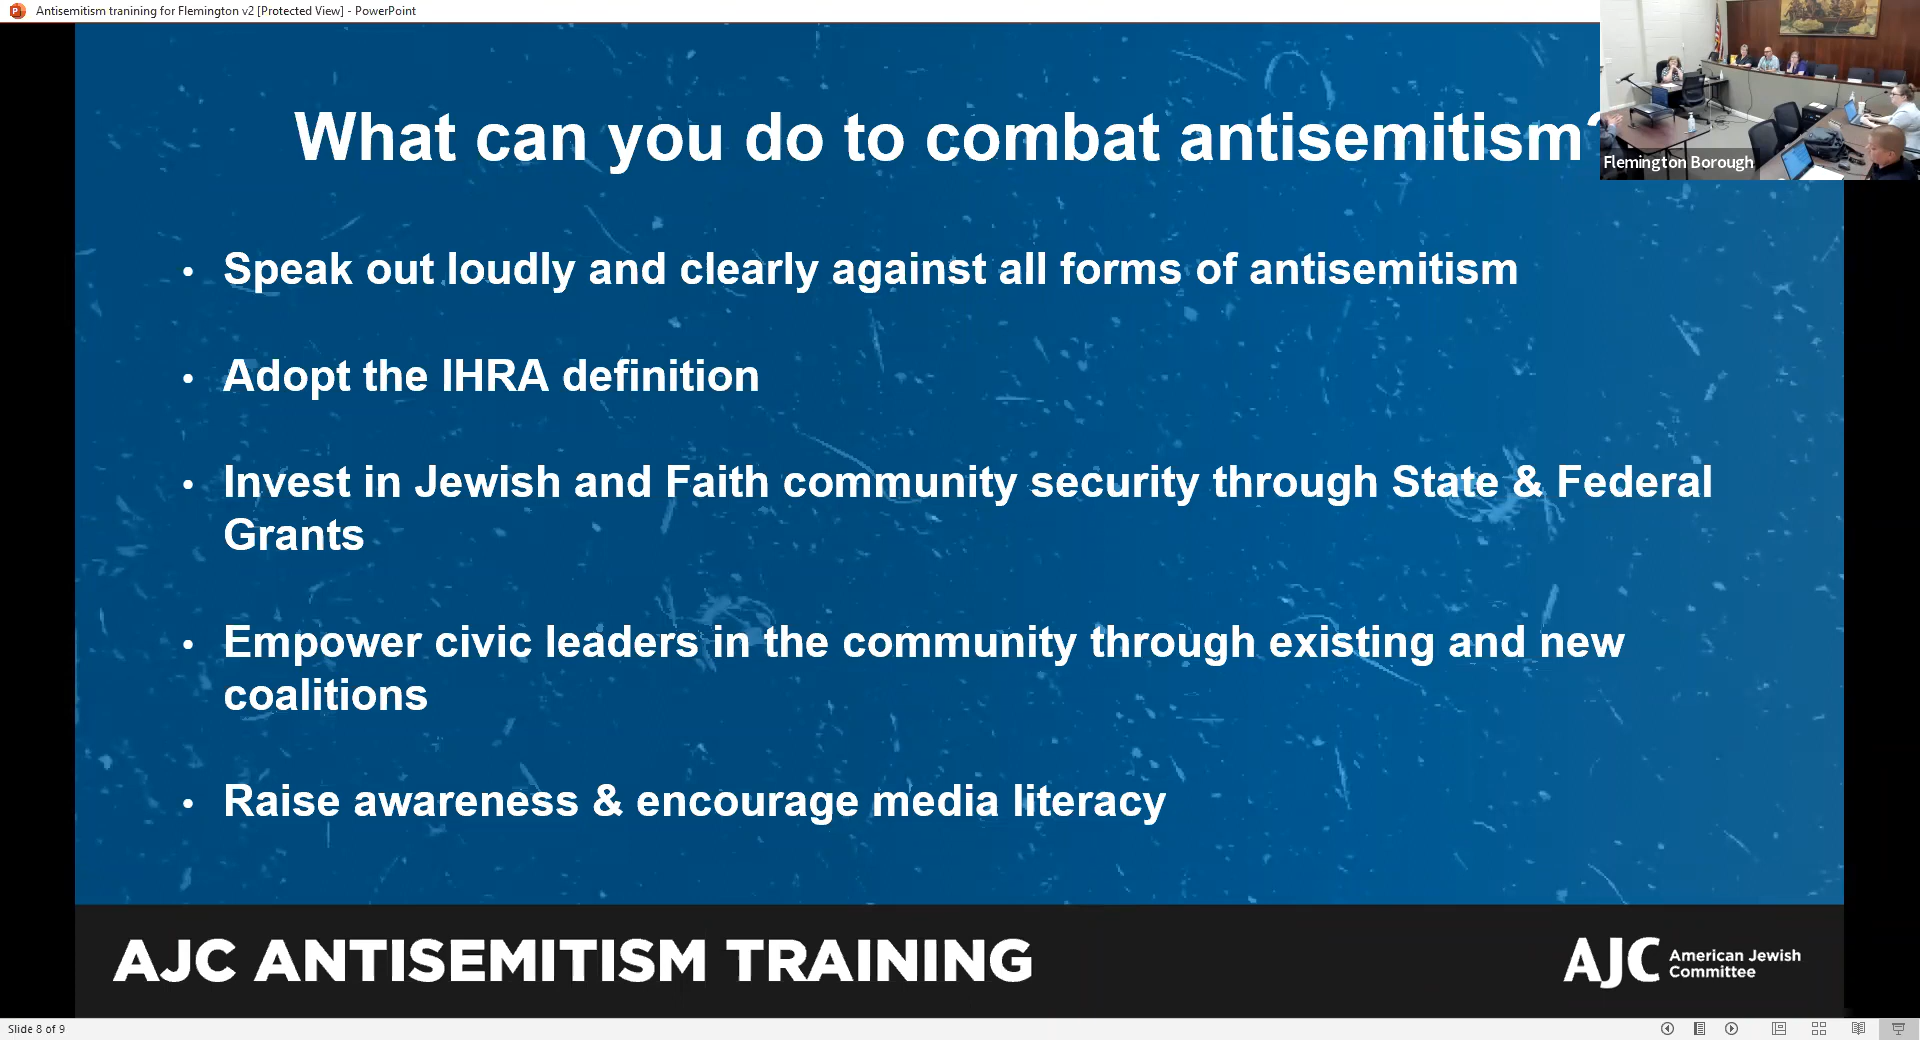 Antisemitism tranining for Flemington v2 [Protected View] - PowerPoint
What can you do to combat antisemitism?
Flemington Borough
• Speak out loudly and clearly against all forms of antisemitism
• Adopt the IHRA definition
• Invest in Jewish and Faith community security through State & Federal
Grants
• Empower civic leaders in the community through existing and new
coalitions
• Raise awareness & encourage media literacy
AJC ANTISEMITISM TRAINING
AJC American Jewish
Committee
Slide 8 of 9